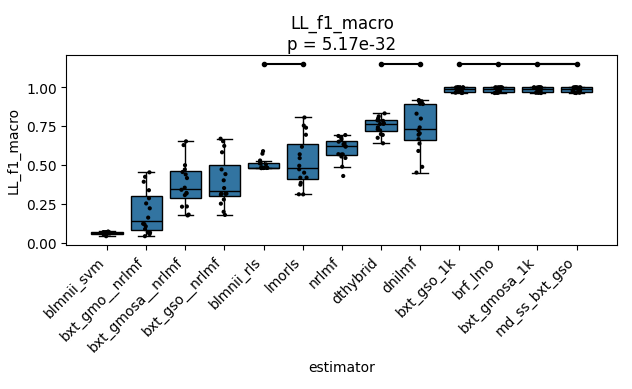 LL_f1_macro
p = 5.17e-32
LL_f1_macro
1.00
0.75
0.50
0.25
0.00
blmnii_svm
bxt_gmo__nrlmf
bxt_gmosa__nrlmf
bxt_gso__nrlmf
blmnii_rls
lmorls
nrlmf
dthybrid
dnilmf
bxt_gso_1k
brf_lmo
bxt_gmosa_1k
md_ss_bxt_gso
estimator